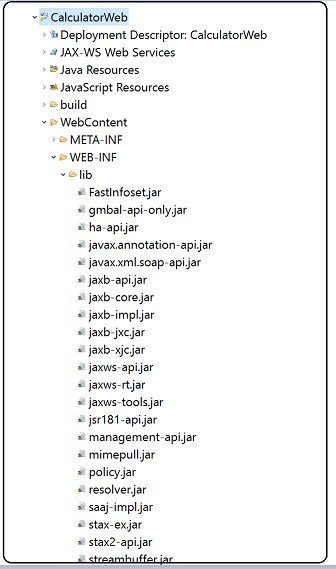 CalculatorWeb
Deployment Descriptor: CalculatorWeb
JAX-WS Web Services
Java Resources
JavaScript Resources
build
WebContent
META-INF
WEB-INF
lib
FastInfoset.jar
gmbal-api-only.jar
ha-api.jar
javax.annotation-api.jar
javax.xml.soap-api.jar
jaxb-api.jar
jaxb-core.jar
jaxb-impl.jar
jaxb-jxc.jar
jaxb-xjc.jar
jaxws-api.jar
jaxws-rt.jar
jaxws-tools.jar
jsr181-api.jar
management-api.jar
mimepull.jar
policy.jar
resolver.jar
saaj-impl.jar
stax-ex.jar
stax2-api.jar
streambuffer.jar